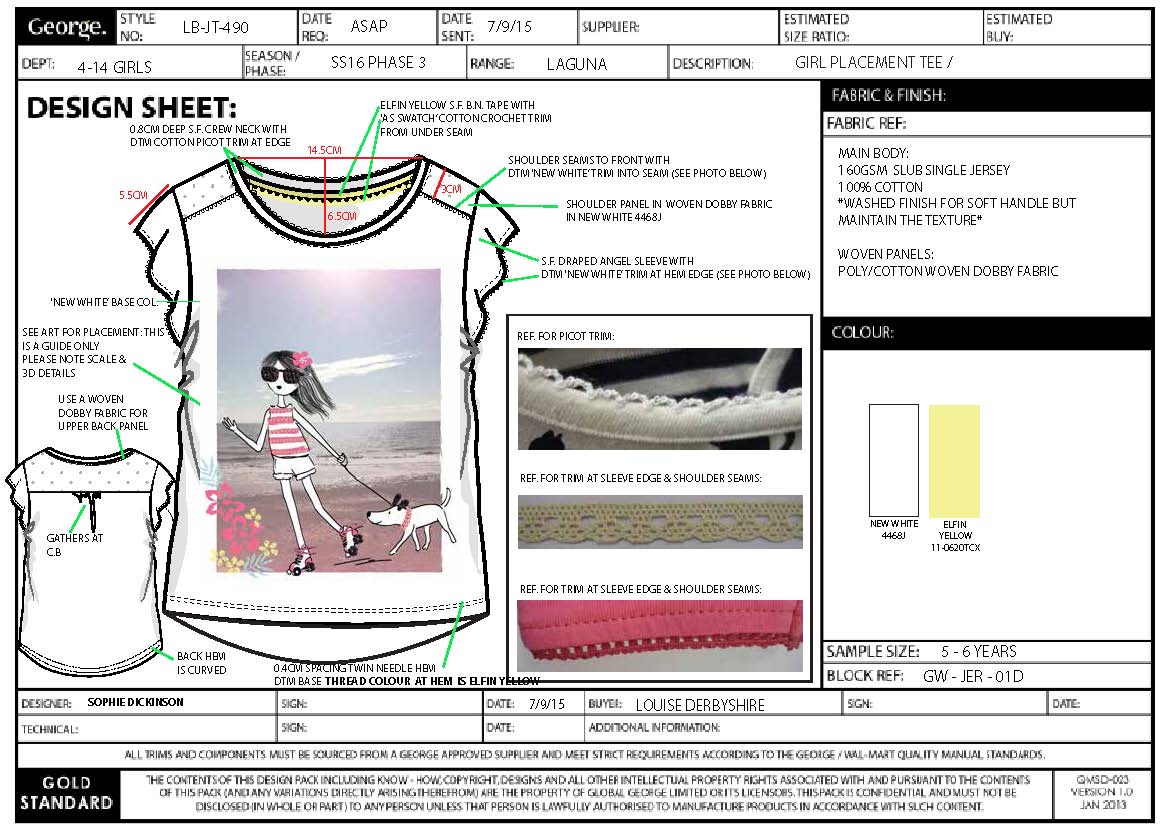 George.
STYLE NO: LB-JT-490
DATE REQ: ASAP
DATE SENT: 7/9/15
SUPPLIER:
ESTIMATED SIZE RATIO:
ESTIMATED BUY:
DEPT: 4-14 GIRLS
SEASON / PHASE: SS16 PHASE 3
RANGE: LAGUNA
DESCRIPTION: GIRL PLACEMENT TEE /
DESIGN SHEET:
0.8CM DEEP S.F. CREW NECK WITH
DTM COTTON PICOT TRIM AT EDGE
ELFIN YELLOW S.F. B.N. TAPE WITH
'AS SWATCH' COTTON CROCHET TRIM
FROM UNDER SEAM
14.5CM
SHOULDER SEAMS TO FRONT WITH
DTM 'NEW WHITE' TRIM INTO SEAM (SEE PHOTO BELOW)
5.5CM
3CM
6.5CM
SHOULDER PANEL IN WOVEN DOBBY FABRIC
IN NEW WHITE 4468J
S.F. DRAPED ANGEL SLEEVE WITH
DTM 'NEW WHITE' TRIM AT HEM EDGE (SEE PHOTO BELOW)
'NEW WHITE' BASE COL.
SEE ART FOR PLACEMENT: THIS
IS A GUIDE ONLY
PLEASE NOTE SCALE &
3D DETAILS
USE A WOVEN
DOBBY FABRIC FOR
UPPER BACK PANEL
GATHERS AT
C.B
BACK HEM
IS CURVED
0.4CM SPACING TWIN NEEDLE HEM
DTM BASE THREAD COLOUR AT HEM IS ELFIN YELLOW
REF. FOR PICOT TRIM:
REF. FOR TRIM AT SLEEVE EDGE & SHOULDER SEAMS:
REF. FOR TRIM AT SLEEVE EDGE & SHOULDER SEAMS:
FABRIC & FINISH:
FABRIC REF:
MAIN BODY:
160GSM SLUB SINGLE JERSEY
100% COTTON
*WASHED FINISH FOR SOFT HANDLE BUT
MAINTAIN THE TEXTURE*
WOVEN PANELS:
POLY/COTTON WOVEN DOBBY FABRIC
COLOUR:
NEW WHITE
4468J
ELFIN
YELLOW
11-0620TCX
SAMPLE SIZE: 5 - 6 YEARS
BLOCK REF: GW - JER - 01D
DESIGNER: SOPHIE DICKINSON
SIGN:
DATE: 7/9/15
BUYER: LOUISE DERBYSHIRE
SIGN:
DATE:
TECHNICAL:
SIGN:
DATE:
ADDITIONAL INFORMATION:
ALL TRIMS AND COMPONENTS MUST BE SOURCED FROM A GEORGE APPROVED SUPPLIER AND MEET STRICT REQUIREMENTS ACCORDING TO THE GEORGE / WAL-MART QUALITY MANUAL STANDARDS.
GOLD
STANDARD
THE CONTENTS OF THIS DESIGN PACK INCLUDING KNOW - HOW, COPYRIGHT, DESIGNS AND ALL OTHER INTELLECTUAL PROPERTY RIGHTS ASSOCIATED WITH AND PURSUANT TO THE CONTENTS
OF THIS PACK (AND ANY VARIATIONS DIRECTLY ARISING THEREFROM) ARE THE PROPERTY OF GLOBAL GEORGE LIMITED OR ITS LICENSORS. THIS PACK IS CONFIDENTIAL AND MUST NOT BE
DISCLOSED (IN WHOLE OR PART) TO ANY PERSON UNLESS THAT PERSON IS LAWFULLY AUTHORISED TO MANUFACTURE PRODUCTS IN ACCORDANCE WITH SUCH CONTENT.
QMSD-023
VERSION 1.0
JAN 2013